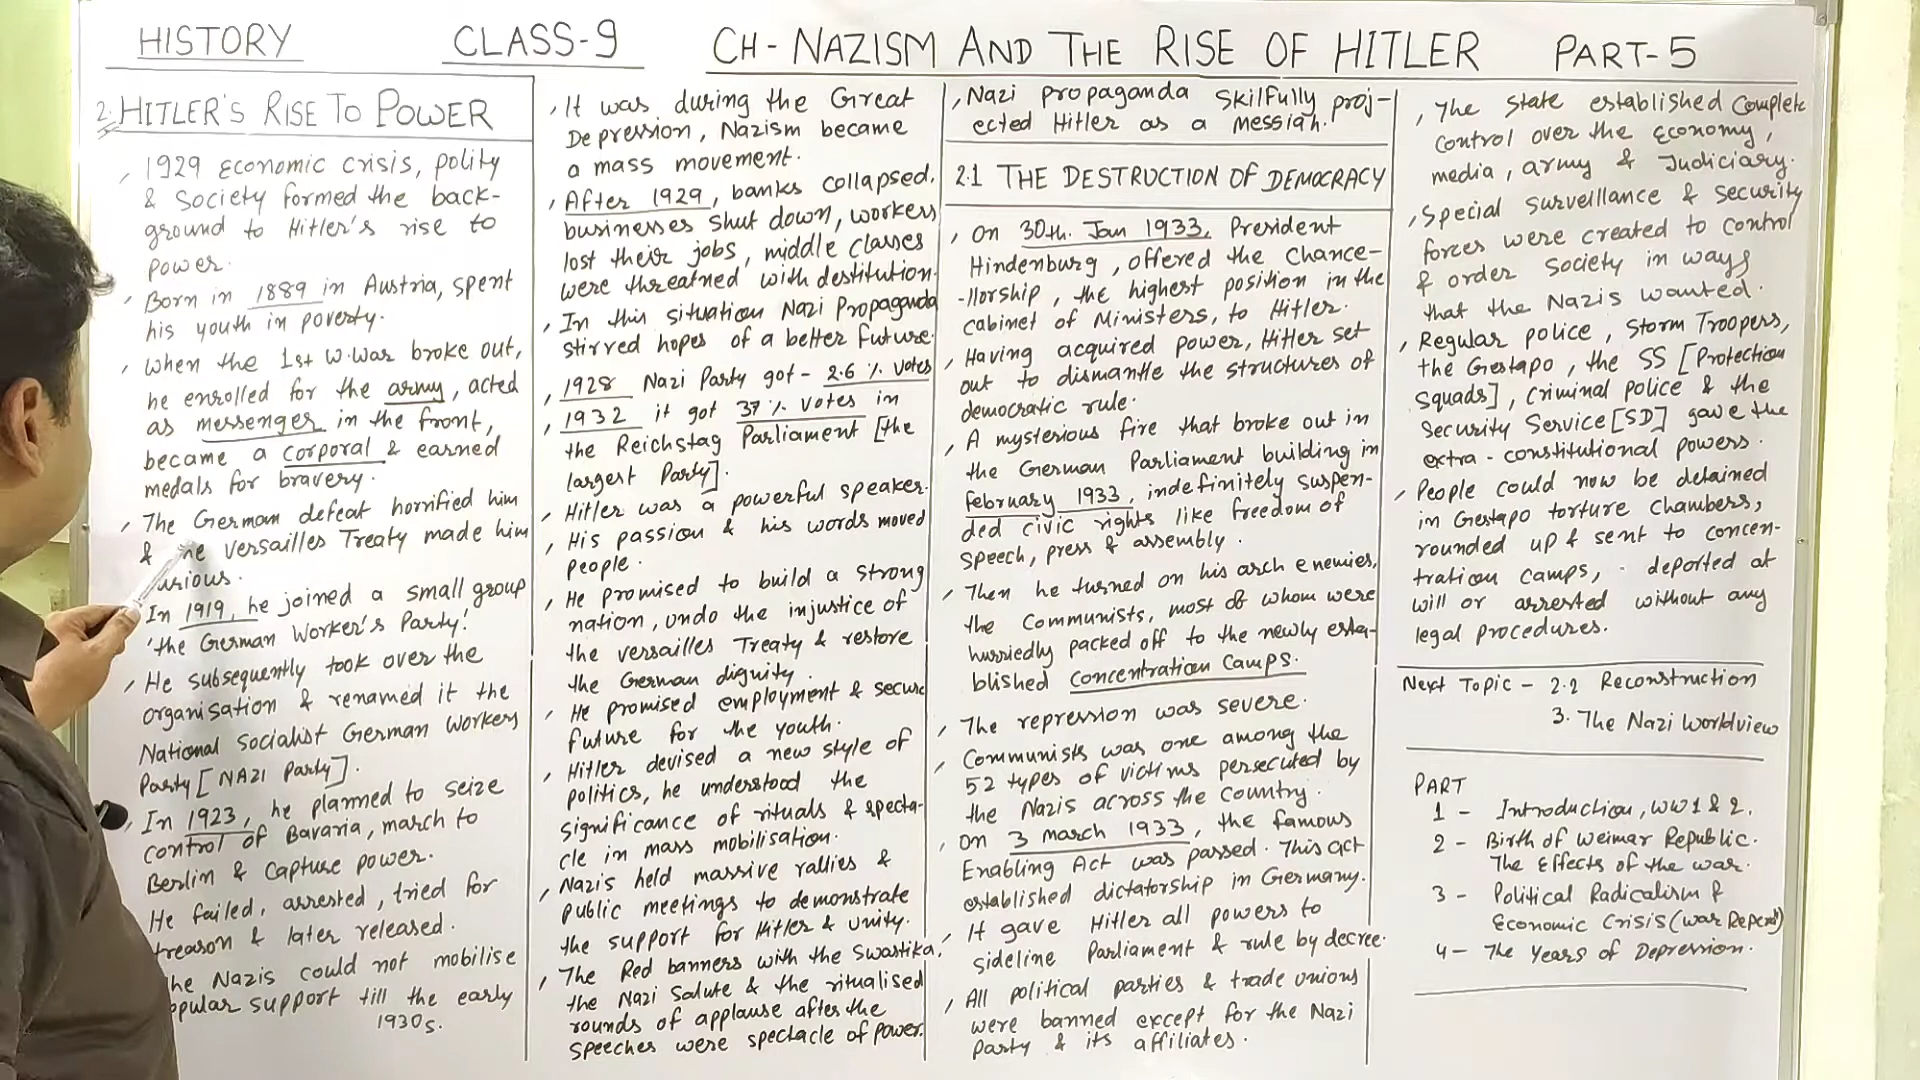 HISTORY CLASS-9 CH- NAZISM AND THE RISE OF HITLER PART-5
2. HITLER'S RISE TO POWER
, 1929 Economic crisis, polity
& Society formed the back-
ground to Hitler's rise to
power.
, Born in 1889 in Austria, spent
his youth in poverty.
, when the 1st w.war broke out,
he enrolled for the army, acted
as messenger in the front,
became a corporal & earned
medals for bravery.
, The German defeat horrified him
& versailles Treaty made him
In 1919, he joined a small group
'the German Worker's Party!
, He subsequently took over the
organisation & renamed it the
National Socialist German Workers
Party [NAZI Party].
, In 1923, he planned to seize
control of Bavaria, march to
Berlin & Capture power.
He failed, arrested, tried for
treason & later released.
Nazis could not mobilise
support till the early
1930s.
, It was during the Great
Depression, Nazism became
a mass movement.
, After 1929, banks collapsed,
businesses shut down, workers
lost their jobs, middle classes
were threatned with destitution.
, In this situation Nazi Propaganda
stirred hopes of a better future.
, 1928 Nazi Party got - 2.6 % votes
, 1932 it got 37 % votes in
the Reichstag Parliament [the
largest Party].
, Hitler was a powerful speaker.
, His passion & his words moved
people.
, He promised to build a strong
nation, undo the injustice of
the versailles Treaty & restore
the German dignity.
, He promised employment & secure
future for the youth.
, Hitler devised a new style of
politics, he understood the
significance of rituals & specta-
cle in mass mobilisation.
, Nazis held massive rallies &
public meetings to demonstrate
the support for Hitler & unity.
, The Red banners with the Swastika,
the Nazi Salute & the ritualised
rounds of applause after the
speeches were spectacle of power.
, Nazi propaganda skilfully proj-
ected Hitler as a messiah.
2.1 THE DESTRUCTION OF DEMOCRACY
, On 30th. Jan 1933, President
Hindenburg, offered the chance-
-llorship, the highest position in the
cabinet of Ministers, to Hitler.
, Having acquired power, Hitler set
out to dismantle the structures of
democratic rule.
, A mysterious fire that broke out in
the German Parliament building in
february 1933, indefinitely suspen-
ded civic rights like freedom of
speech, press & assembly.
, Then he turned on his arch enemies,
the Communists, most of whom were
hurriedly packed off to the newly esta-
blished Concentration Camps.
, The repression was severe.
, Communists was one among the
52 types of victims persecuted by
the Nazis across the country.
, On 3 march 1933, the famous
Enabling Act was passed. This act
established dictatorship in Germany.
, It gave Hitler all powers to
sideline Parliament & rule by decree.
, All political parties & trade unions
were banned except for the Nazi
Party & its affiliates.
, The state established Complete
control over the economy,
media, army & Judiciary.
, Special surveillance & security
forces were created to control
& order society in ways
that the Nazis wanted.
, Regular police, Storm Troopers,
the Gestapo, the SS [Protection
Squads], criminal police & the
Security Service [SD] gave the
extra-constitutional powers.
, People could now be detained
in Gestapo torture chambers,
rounded up & sent to concen-
tration camps, deported at
will or arrested without any
legal procedures.
Next Topic - 2.2 Reconstruction
3. The Nazi Worldview
PART
1 - Introduction, WW1 & 2.
2 - Birth of Weimar Republic.
The Effects of the war.
3 - Political Radicalism &
Economic Crisis (War Reperd)
4 - The Years of Depression.